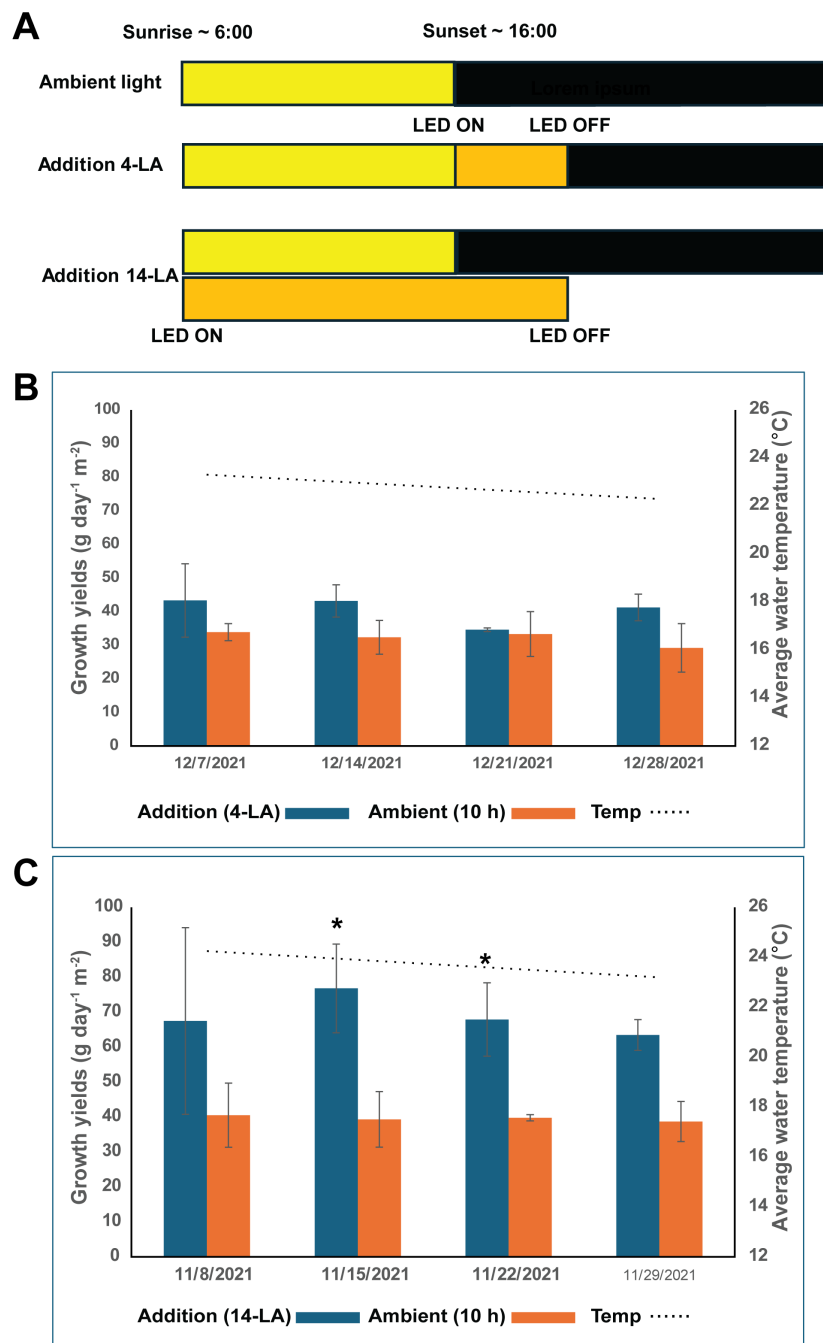 A
Sunrise ~ 6:00 Sunset ~ 16:00
Ambient light
Lorem Ipsum
LED ON LED OFF
Addition 4-LA
Addition 14-LA
LED ON LED OFF
B
Growth yields (g day⁻¹ m⁻²)
100
90
80
70
60
50
40
30
20
10
0
26
24
22
20
18
16
14
12
Average water temperature (°C)
12/7/2021 12/14/2021 12/21/2021 12/28/2021
Addition (4-LA) Ambient (10 h) Temp
C
Growth yields (g day⁻¹ m⁻²)
100
90
80
70
60
50
40
30
20
10
0
* *
26
24
22
20
18
16
14
12
Average water temperature (°C)
11/8/2021 11/15/2021 11/22/2021 11/29/2021
Addition (14-LA) Ambient (10 h) Temp